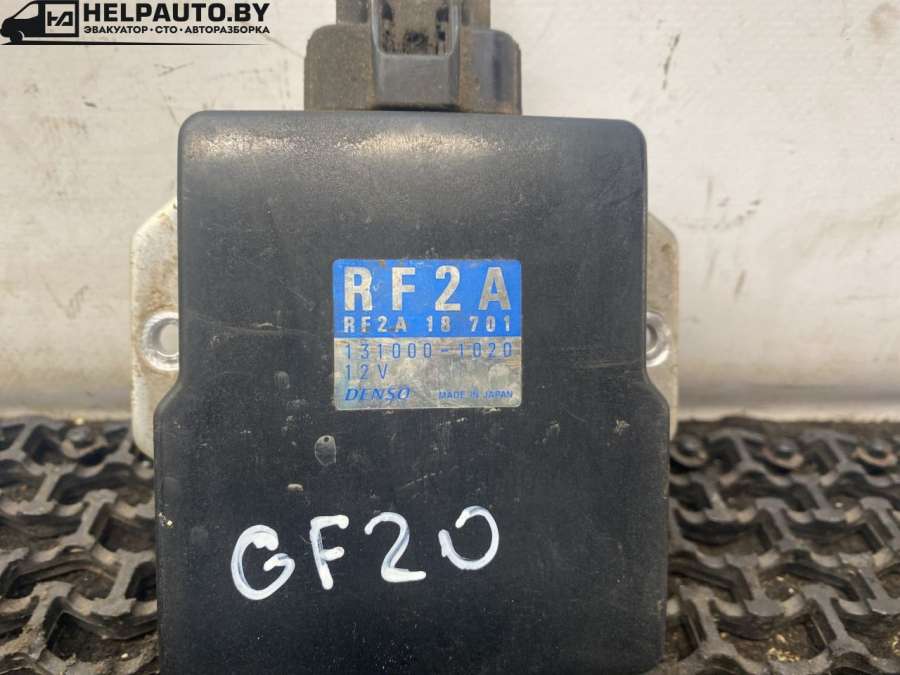 HELPAUTO.BY
ЭВАКУАТОР • СТО • АВТОРАЗБОРКА
RF2A
RF2A 18 701
131000-1020
12V
DENSO MADE IN JAPAN
GF20